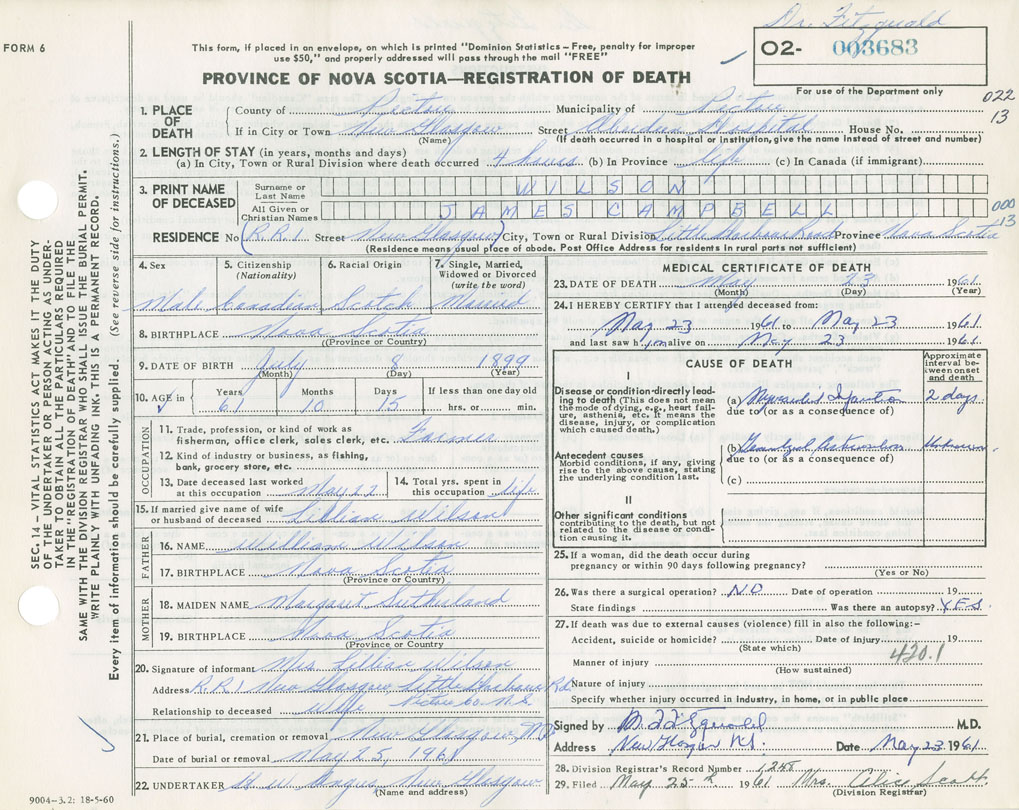 Dr. Fitzgerald
FORM 6
This form, if placed in an envelope, on which is printed "Dominion Statistics – Free, penalty for improper
use $50," and properly addressed will pass through the mail "FREE"
O2- 003683
For use of the Department only
PROVINCE OF NOVA SCOTIA—REGISTRATION OF DEATH
022
13
1. PLACE OF DEATH
County of Pictou Municipality of Pictou
If in City or Town New Glasgow Street Aberdeen Hospital House No.
(Name) (If death occurred in a hospital or institution, give the name instead of street and number)
2. LENGTH OF STAY (in years, months and days)
(a) In City, Town or Rural Division where death occurred 4 hours (b) In Province Life (c) In Canada (if immigrant)
3. PRINT NAME OF DECEASED
Surname or Last Name WILSON
All Given or Christian Names JAMES CAMPBELL
000
13
RESIDENCE No. R.R.1 Street New Glasgow City, Town or Rural Division Little Harbour Road Province Nova Scotia
(Residence means usual place of abode. Post Office Address for residents in rural parts not sufficient)
4. Sex Male
5. Citizenship (Nationality) Canadian
6. Racial Origin Scotch
7. Single, Married, Widowed or Divorced (write the word) Married
8. BIRTHPLACE Nova Scotia
(Province or Country)
9. DATE OF BIRTH July 8 1899
(Month) (Day) (Year)
10. AGE in Years 61 Months 10 Days 15 If less than one day old hrs. or min.
OCCUPATION
11. Trade, profession, or kind of work as
fisherman, office clerk, sales clerk, etc. Farmer
12. Kind of industry or business, as fishing,
bank, grocery store, etc.
13. Date deceased last worked at this occupation May 22
14. Total yrs. spent in this occupation life
15. If married give name of wife
or husband of deceased Lillian Wilson
FATHER
16. NAME William Wilson
17. BIRTHPLACE Nova Scotia
(Province or Country)
MOTHER
18. MAIDEN NAME Margaret Sutherland
19. BIRTHPLACE Nova Scotia
(Province or Country)
20. Signature of informant Mrs Lillian Wilson
Address R.R.1 New Glasgow Little Harbour Rd.
Relationship to deceased wife Pictou Co. N.S.
21. Place of burial, cremation or removal New Glasgow
Date of burial or removal May 25, 1961
22. UNDERTAKER New Glasgow
(Name and address)
MEDICAL CERTIFICATE OF DEATH
23. DATE OF DEATH May 23 1961
(Month) (Day) (Year)
24. I HEREBY CERTIFY that I attended deceased from:
May 23 1961 to May 23 1961
and last saw him alive on May 23 1961
CAUSE OF DEATH
Approximate interval between onset and death
I
Disease or condition directly leading to death (This does not mean the mode of dying, e.g., heart failure, asthenia, etc. It means the disease, injury, or complication which caused death.)
(a) Myocardial Infarction 2 days
due to (or as a consequence of)
Antecedent causes
Morbid conditions, if any, giving rise to the above cause, stating the underlying condition last.
(b) Unknown
due to (or as a consequence of)
(c)
II
Other significant conditions
contributing to the death, but not related to the disease or condition causing it.
25. If a woman, did the death occur during
pregnancy or within 90 days following pregnancy?
(Yes or No)
26. Was there a surgical operation? NO Date of operation 19
State findings Was there an autopsy? YES.
27. If death was due to external causes (violence) fill in also the following:-
Accident, suicide or homicide? Date of injury 19
(State which)
420.1
Manner of injury
(How sustained)
Nature of injury
Specify whether injury occurred in industry, in home, or in public place
Signed by M.D.
Address New Glasgow N.S. Date May 23 1961
28. Division Registrar's Record Number
29. Filed May 25th 1961 Mrs. Alice Scott
(Division Registrar)
SEC. 14 – VITAL STATISTICS ACT MAKES IT THE DUTY
OF THE UNDERTAKER OR PERSON ACTING AS UNDER-
TAKER TO OBTAIN ALL THE PARTICULARS REQUIRED
IN THE "REGISTRATION OF DEATH" AND TO FILE THE
SAME WITH THE DIVISION REGISTRAR WHO SHALL ISSUE THE BURIAL PERMIT.
WRITE PLAINLY WITH UNFADING INK. THIS IS A PERMANENT RECORD.
Every item of information should be carefully supplied. (See reverse side for instructions.)
9004-3.2: 18-5-60